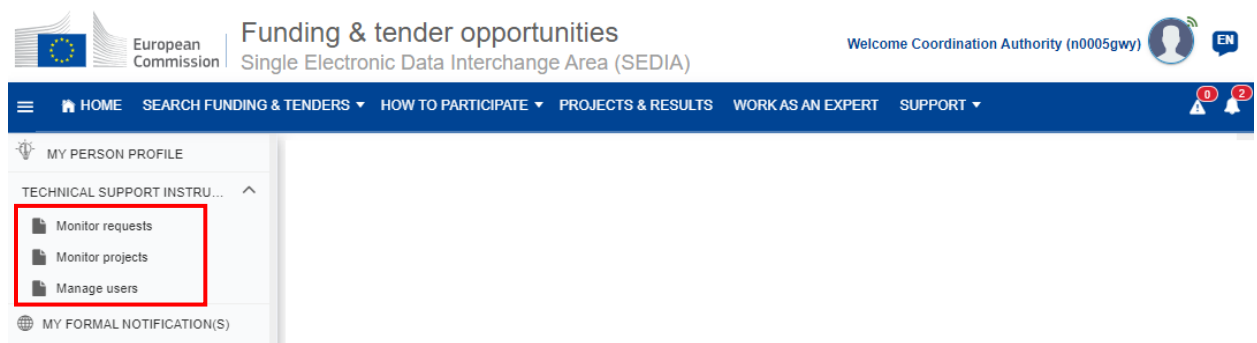 European
Commission
Funding & tender opportunities
Single Electronic Data Interchange Area (SEDIA)
Welcome Coordination Authority (n0005gwy)
EN
HOME SEARCH FUNDING & TENDERS HOW TO PARTICIPATE PROJECTS & RESULTS WORK AS AN EXPERT SUPPORT
0 2
MY PERSON PROFILE
TECHNICAL SUPPORT INSTRU...
Monitor requests
Monitor projects
Manage users
MY FORMAL NOTIFICATION(S)